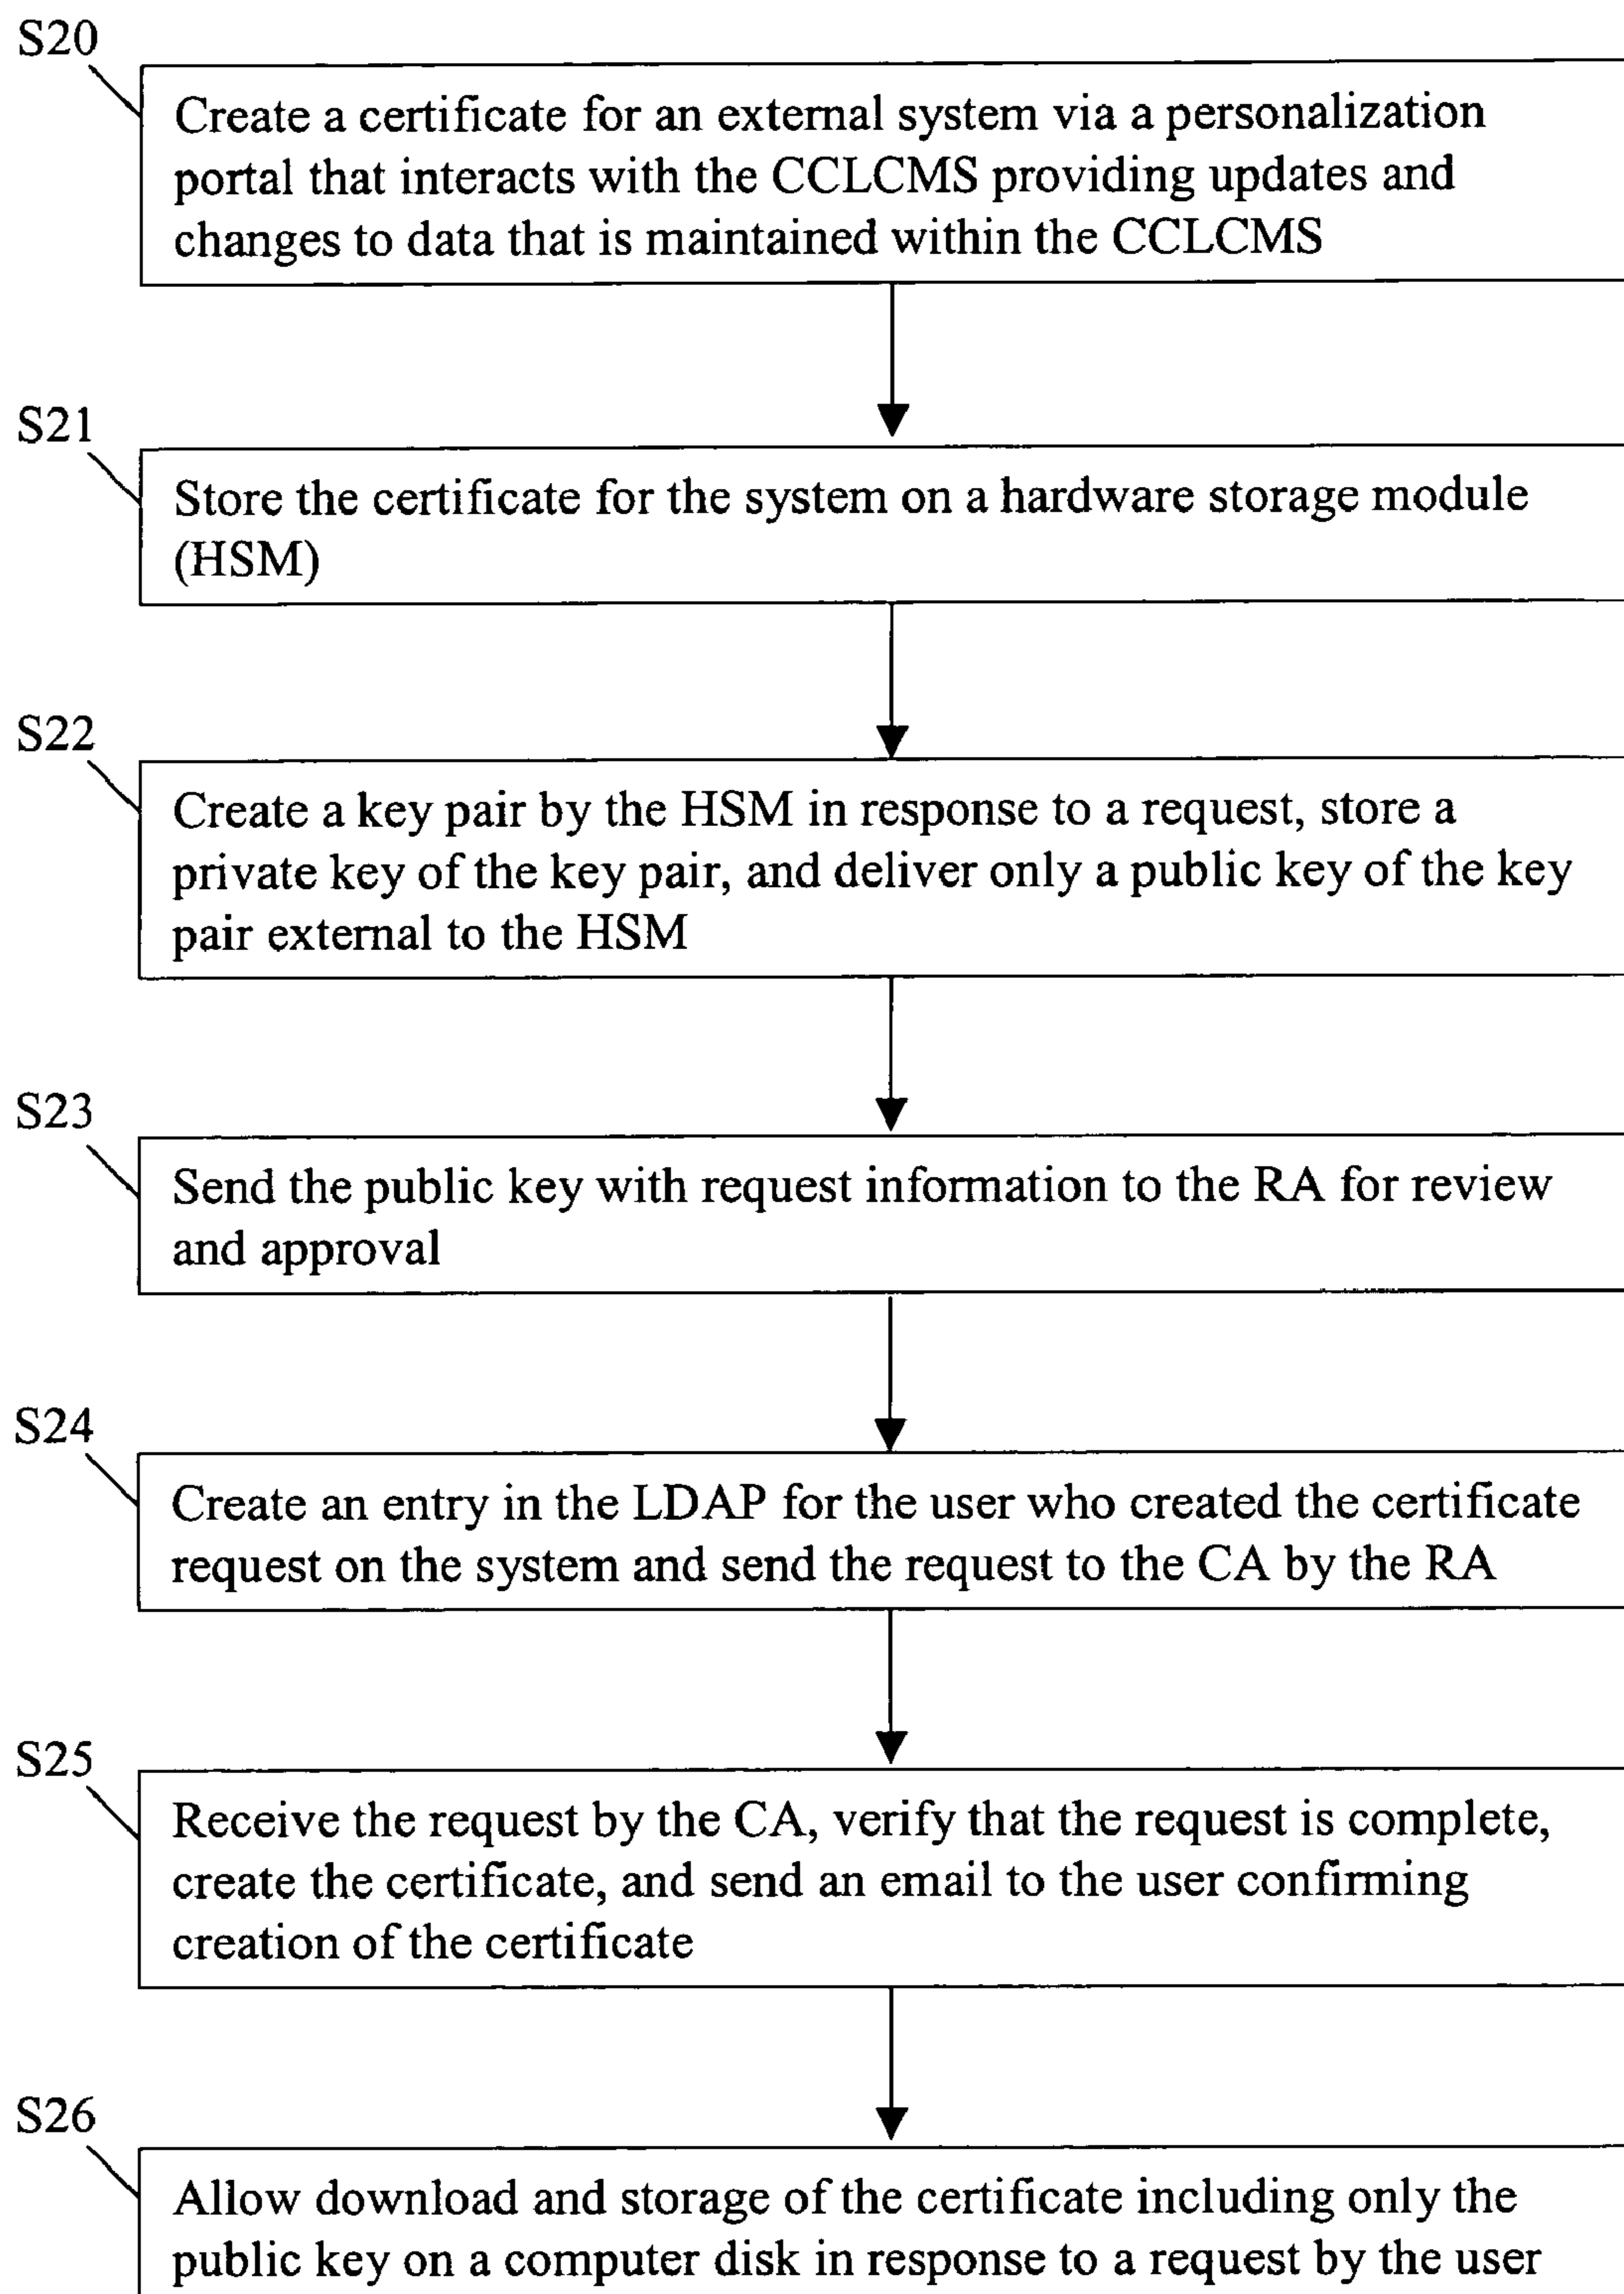 S20
Create a certificate for an external system via a personalization
portal that interacts with the CCLCMS providing updates and
changes to data that is maintained within the CCLCMS
S21
Store the certificate for the system on a hardware storage module
(HSM)
S22
Create a key pair by the HSM in response to a request, store a
private key of the key pair, and deliver only a public key of the key
pair external to the HSM
S23
Send the public key with request information to the RA for review
and approval
S24
Create an entry in the LDAP for the user who created the certificate
request on the system and send the request to the CA by the RA
S25
Receive the request by the CA, verify that the request is complete,
create the certificate, and send an email to the user confirming
creation of the certificate
S26
Allow download and storage of the certificate including only the
public key on a computer disk in response to a request by the user